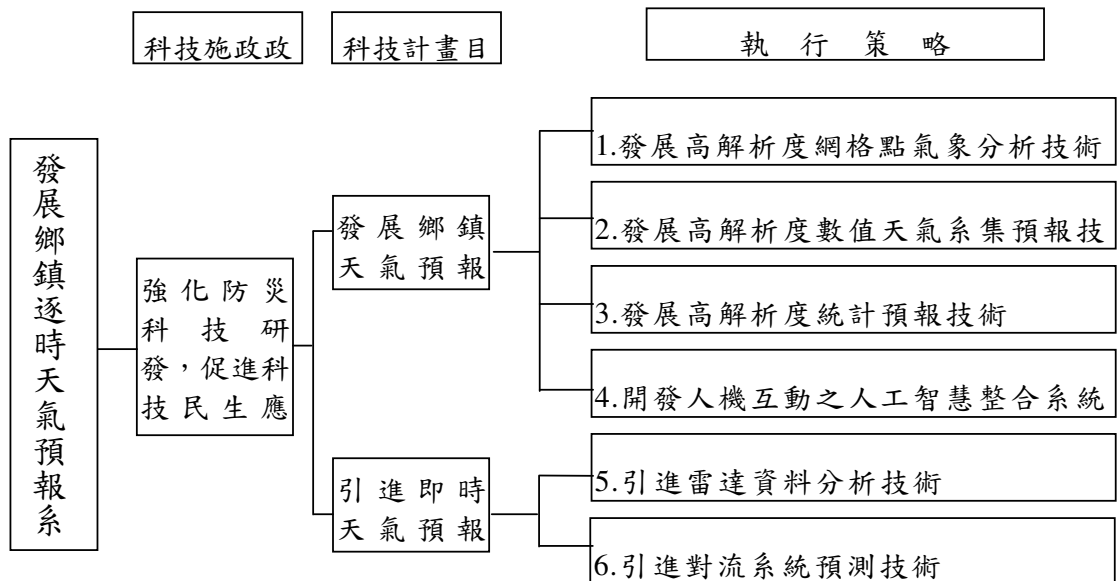 科技施政政
科技計畫目
執行策略
發展鄉鎮逐時天氣預報系
強化防災
科技研
發，促進科
技民生應
發展鄉鎮
天氣預報
引進即時
天氣預報
1.發展高解析度網格點氣象分析技術
2.發展高解析度數值天氣系集預報技
3.發展高解析度統計預報技術
4.開發人機互動之人工智慧整合系統
5.引進雷達資料分析技術
6.引進對流系統預測技術